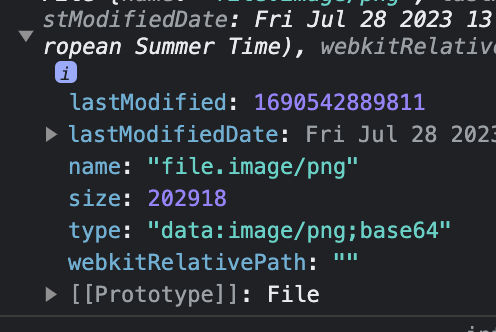 stModifiedDate: Fri Jul 28 2023 13
ropean Summer Time), webkitRelative
i
lastModified: 1690542889811
lastModifiedDate: Fri Jul 28 2023
name: "file.image/png"
size: 202918
type: "data:image/png;base64"
webkitRelativePath: ""
[[Prototype]]: File